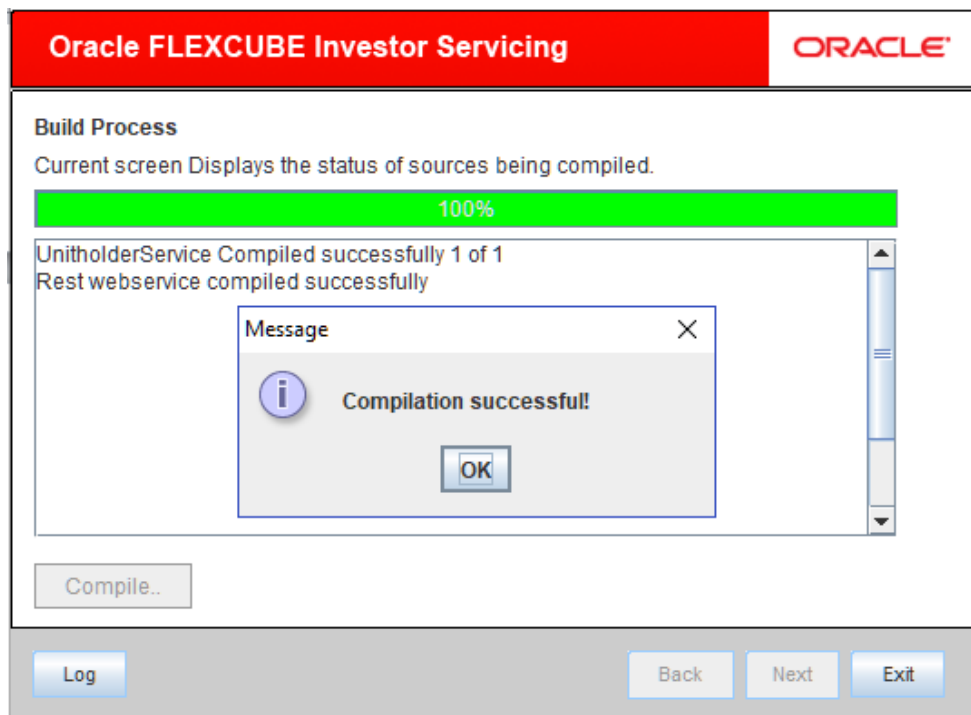 Oracle FLEXCUBE Investor Servicing
ORACLE®
Build Process
Current screen Displays the status of sources being compiled.
100%
UnitholderService Compiled successfully 1 of 1
Rest webservice compiled successfully
Message
i
Compilation successful!
OK
Compile..
Log
Back
Next
Exit